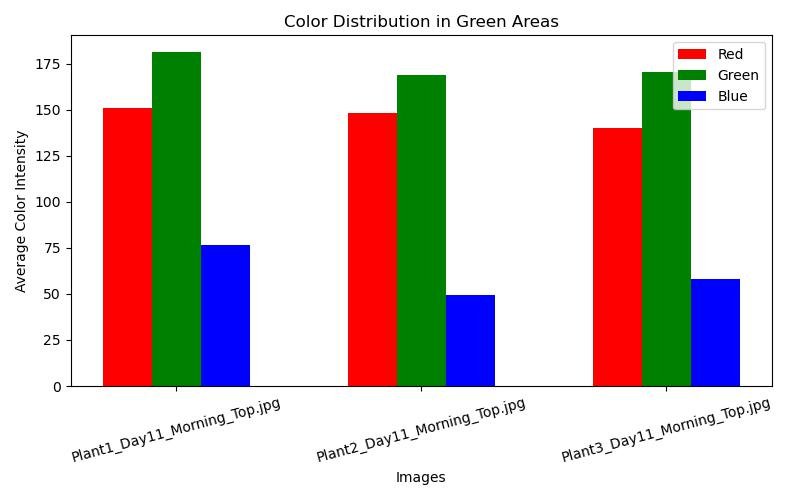 Color Distribution in Green Areas
Red
Green
Blue
Average Color Intensity
175
150
125
100
75
50
25
0
Plant1_Day11_Morning_Top.jpg
Plant2_Day11_Morning_Top.jpg
Plant3_Day11_Morning_Top.jpg
Images